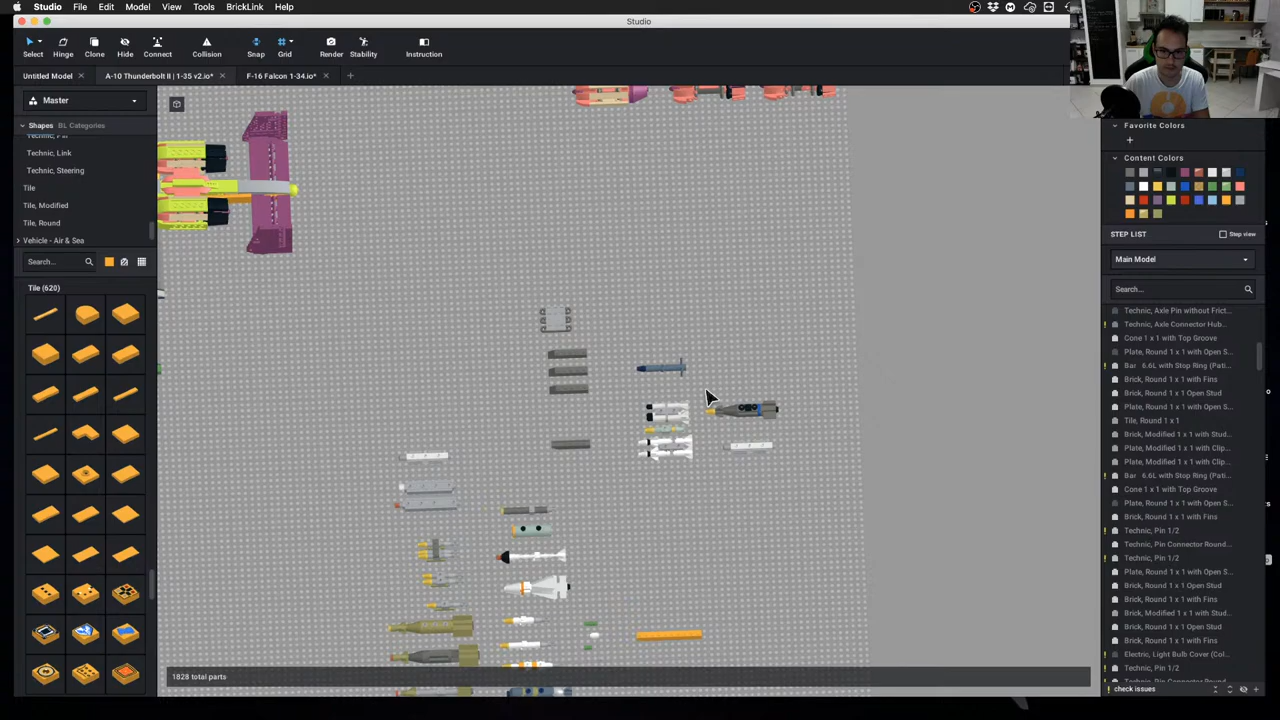 Studio File Edit Model View Tools BrickLink Help
Studio
Select Hinge Clone Hide Connect Collision Snap Grid Render Stability Instruction
Untitled Model A-10 Thunderbolt II | 1-35 v2.io* F-16 Falcon 1-34.io*
Master
Shapes BL Categories
Technic, Link
Technic, Steering
Tile
Tile, Modified
Tile, Round
Vehicle - Air & Sea
Search...
Tile (620)
1828 total parts
Favorite Colors
Content Colors
STEP LIST Step view
Main Model
Search...
Technic, Axle Pin without Frict...
Technic, Axle Connector Hub...
Cone 1 x 1 with Top Groove
Plate, Round 1 x 1 with Open S...
Bar 6.6L with Stop Ring (Pati...
Brick, Round 1 x 1 with Fins
Brick, Round 1 x 1 Open Stud
Plate, Round 1 x 1 with Open S...
Tile, Round 1 x 1
Brick, Modified 1 x 1 with Stud...
Plate, Modified 1 x 1 with Clip...
Plate, Modified 1 x 1 with Clip...
Bar 6.6L with Stop Ring (Pati...
Cone 1 x 1 with Top Groove
Plate, Round 1 x 1 with Open S...
Brick, Round 1 x 1 with Fins
Technic, Pin 1/2
Technic, Pin Connector Round...
Technic, Pin 1/2
Plate, Round 1 x 1 with Open S...
Brick, Round 1 x 1 Open Stud
Brick, Round 1 x 1 with Fins
Brick, Modified 1 x 1 with Stud...
Brick, Round 1 x 1 Open Stud
Brick, Round 1 x 1 with Fins
Electric, Light Bulb Cover (Col...
Technic, Pin 1/2
check issues